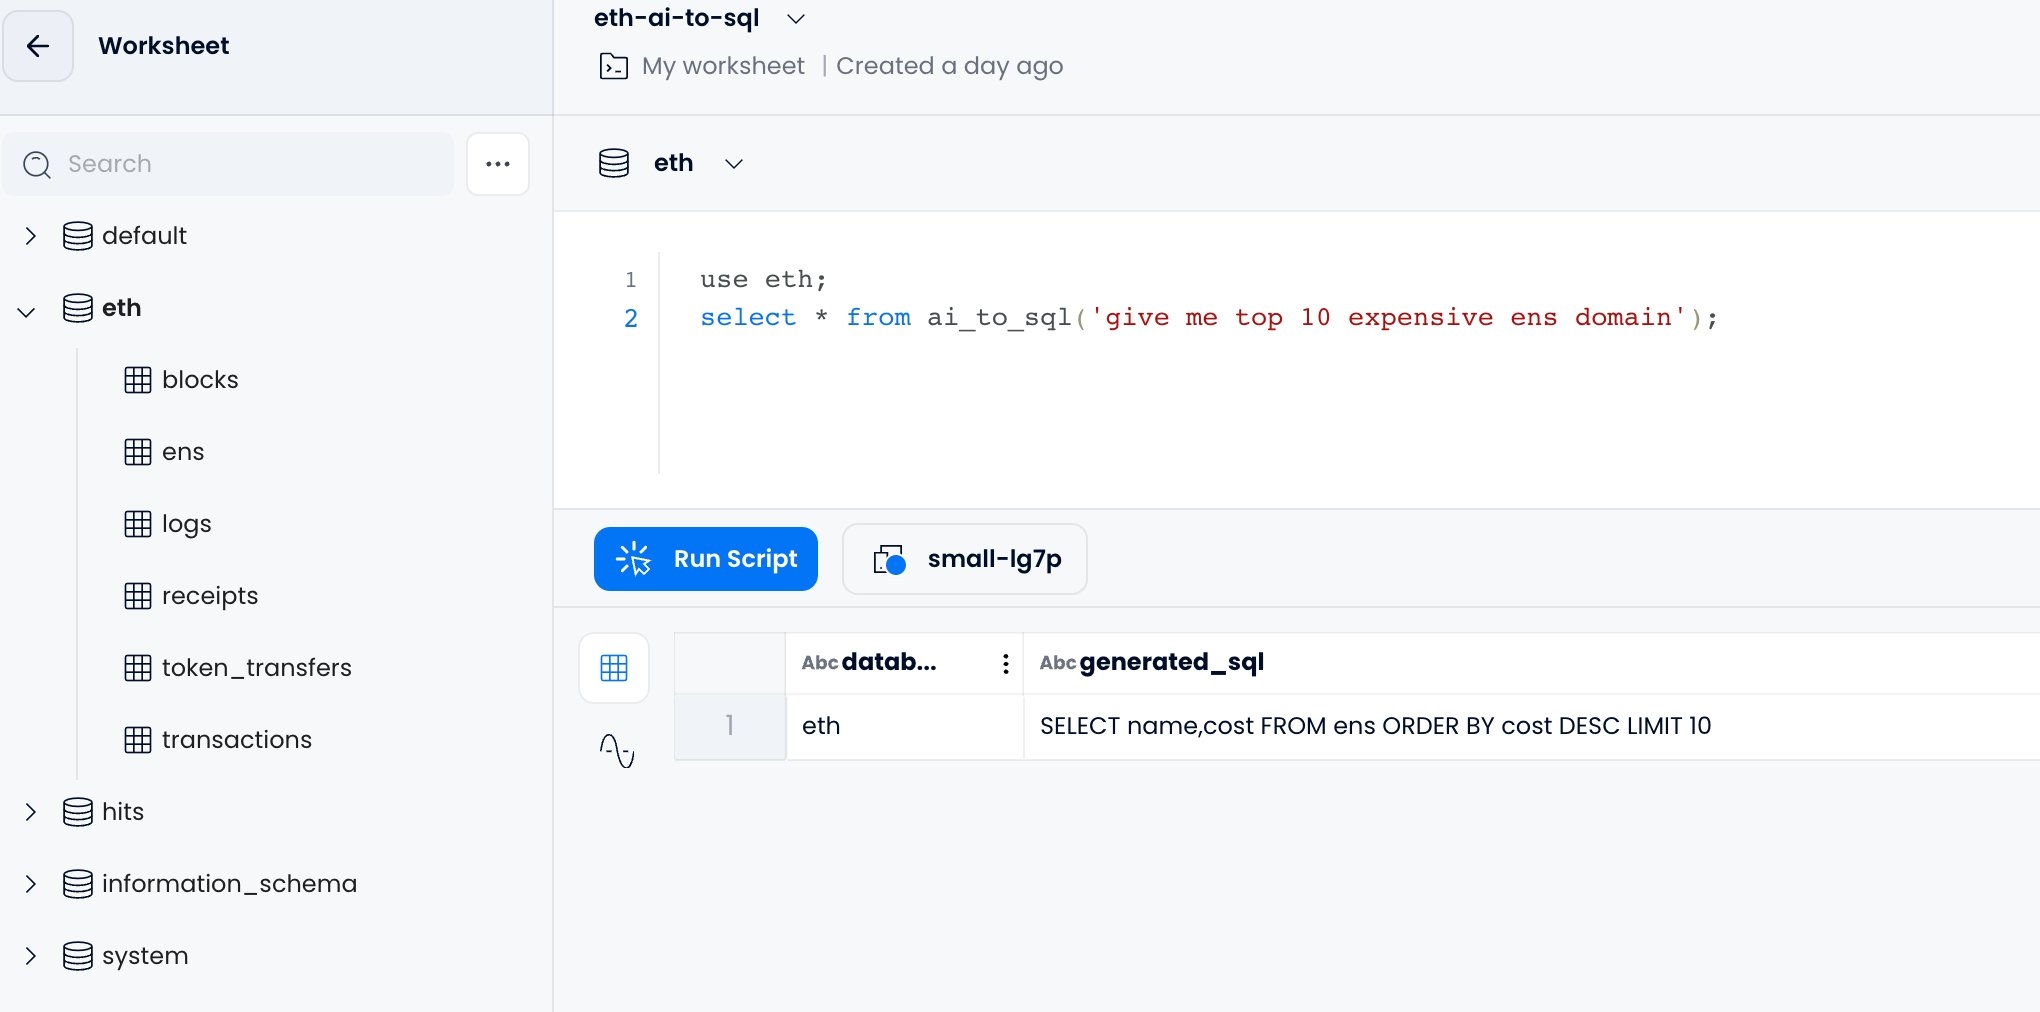 Worksheet
Search
default
eth
blocks
ens
logs
receipts
token_transfers
transactions
hits
information_schema
system
eth-ai-to-sql
My worksheet | Created a day ago
eth
1 use eth;
2 select * from ai_to_sql('give me top 10 expensive ens domain');
Run Script
small-lg7p
Abc datab... Abc generated_sql
1 eth SELECT name,cost FROM ens ORDER BY cost DESC LIMIT 10